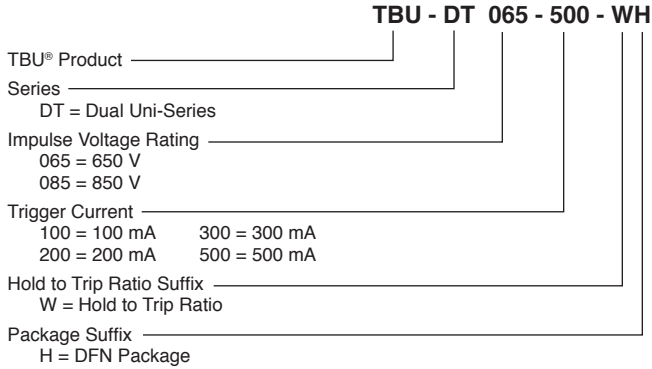 TBU - DT 065 - 500 - WH
TBU® Product
Series
DT = Dual Uni-Series
Impulse Voltage Rating
065 = 650 V
085 = 850 V
Trigger Current
100 = 100 mA 300 = 300 mA
200 = 200 mA 500 = 500 mA
Hold to Trip Ratio Suffix
W = Hold to Trip Ratio
Package Suffix
H = DFN Package